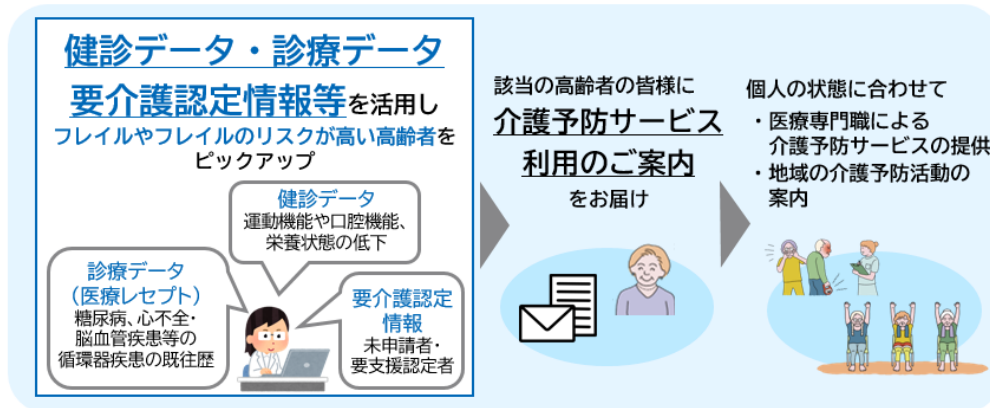 健診データ・診療データ
要介護認定情報等を活用し
フレイルやフレイルのリスクが高い高齢者を
ピックアップ
健診データ
運動機能や口腔機能、
栄養状態の低下
診療データ
（医療レセプト）
糖尿病、心不全・
脳血管疾患等の
循環器疾患の既往歴
要介護認定
情報
未申請者・
要支援認定者
該当の高齢者の皆様に
介護予防サービス
利用のご案内
をお届け
個人の状態に合わせて
・医療専門職による
介護予防サービスの提供
・地域の介護予防活動の
案内